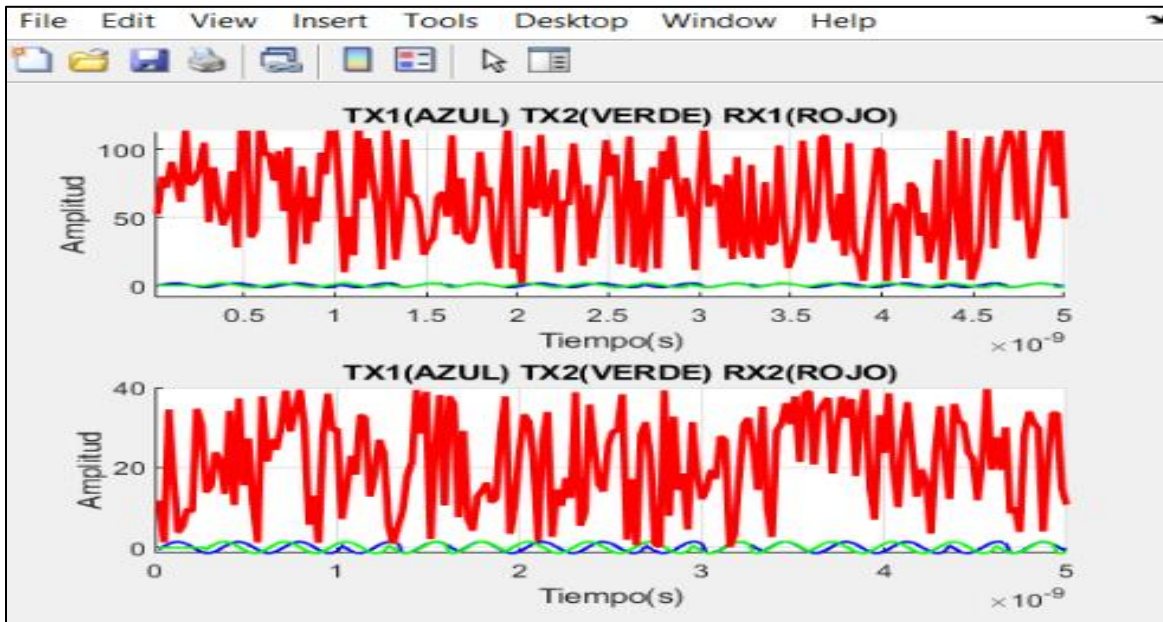 File Edit View Insert Tools Desktop Window Help
TX1(AZUL) TX2(VERDE) RX1(ROJO)
100
50
0
Amplitud
0.5 1 1.5 2 2.5 3 3.5 4 4.5 5
Tiempo(s)
×10-9
TX1(AZUL) TX2(VERDE) RX2(ROJO)
40
20
0
Amplitud
0 1 2 3 4 5
Tiempo(s)
×10-9